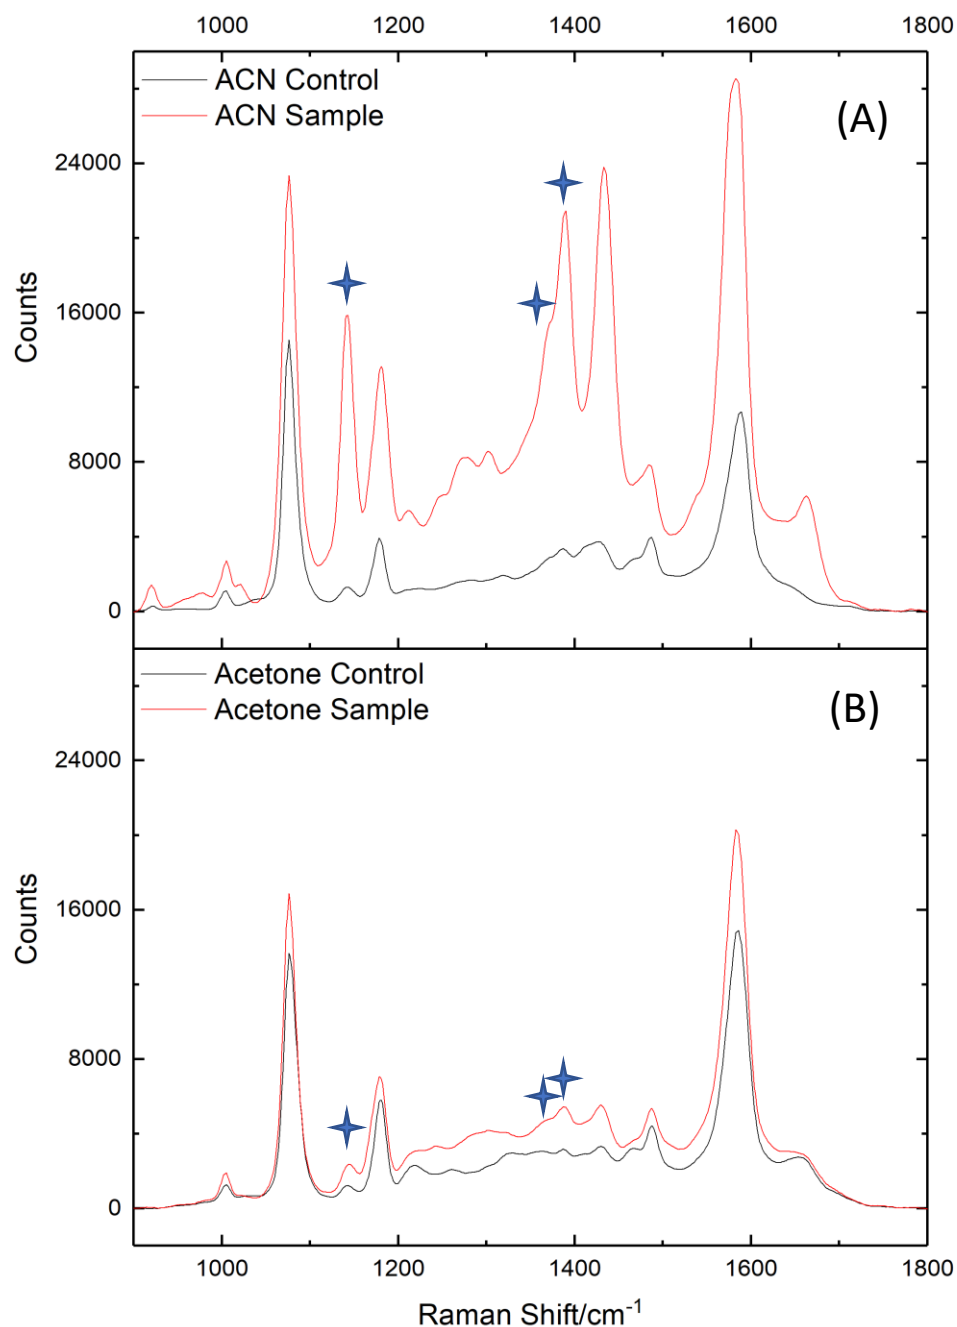 1000 1200 1400 1600 1800
ACN Control
ACN Sample
(A)
24000
16000
8000
0
Counts
Acetone Control
Acetone Sample
(B)
24000
16000
8000
0
Counts
1000 1200 1400 1600 1800
Raman Shift/cm⁻¹